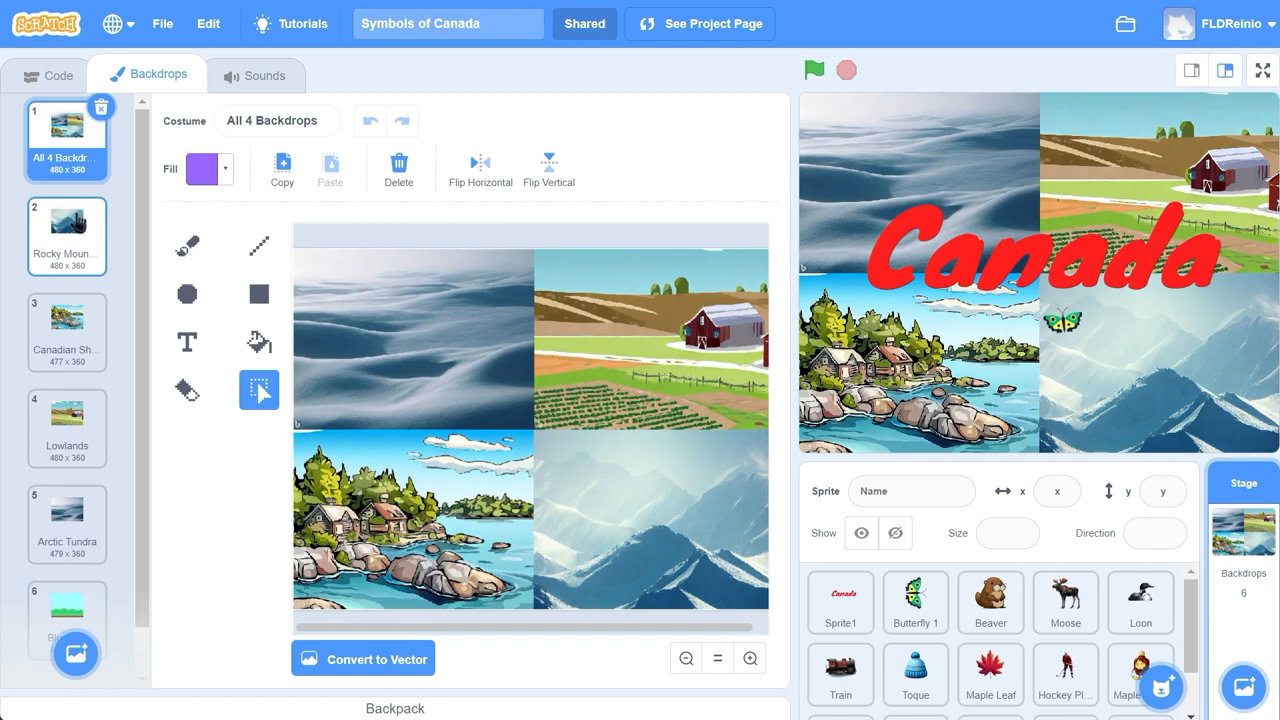 SCRATCH
File
Edit
Tutorials
Symbols of Canada
Shared
See Project Page
FLDReinio
Code
Backdrops
Sounds
1
All 4 Backdr...
480 x 360
2
Rocky Moun...
480 x 360
3
Canadian Sh...
477 x 360
4
Lowlands
480 x 360
5
Arctic Tundra
479 x 360
6
Costume
All 4 Backdrops
Fill
Copy
Paste
Delete
Flip Horizontal
Flip Vertical
T
b
Convert to Vector
Backpack
b
Canada
Sprite
Name
x
x
y
y
Show
Size
Direction
Canada
Sprite1
Butterfly 1
Beaver
Moose
Loon
Train
Toque
Maple Leaf
Hockey Pl...
Stage
Backdrops
6